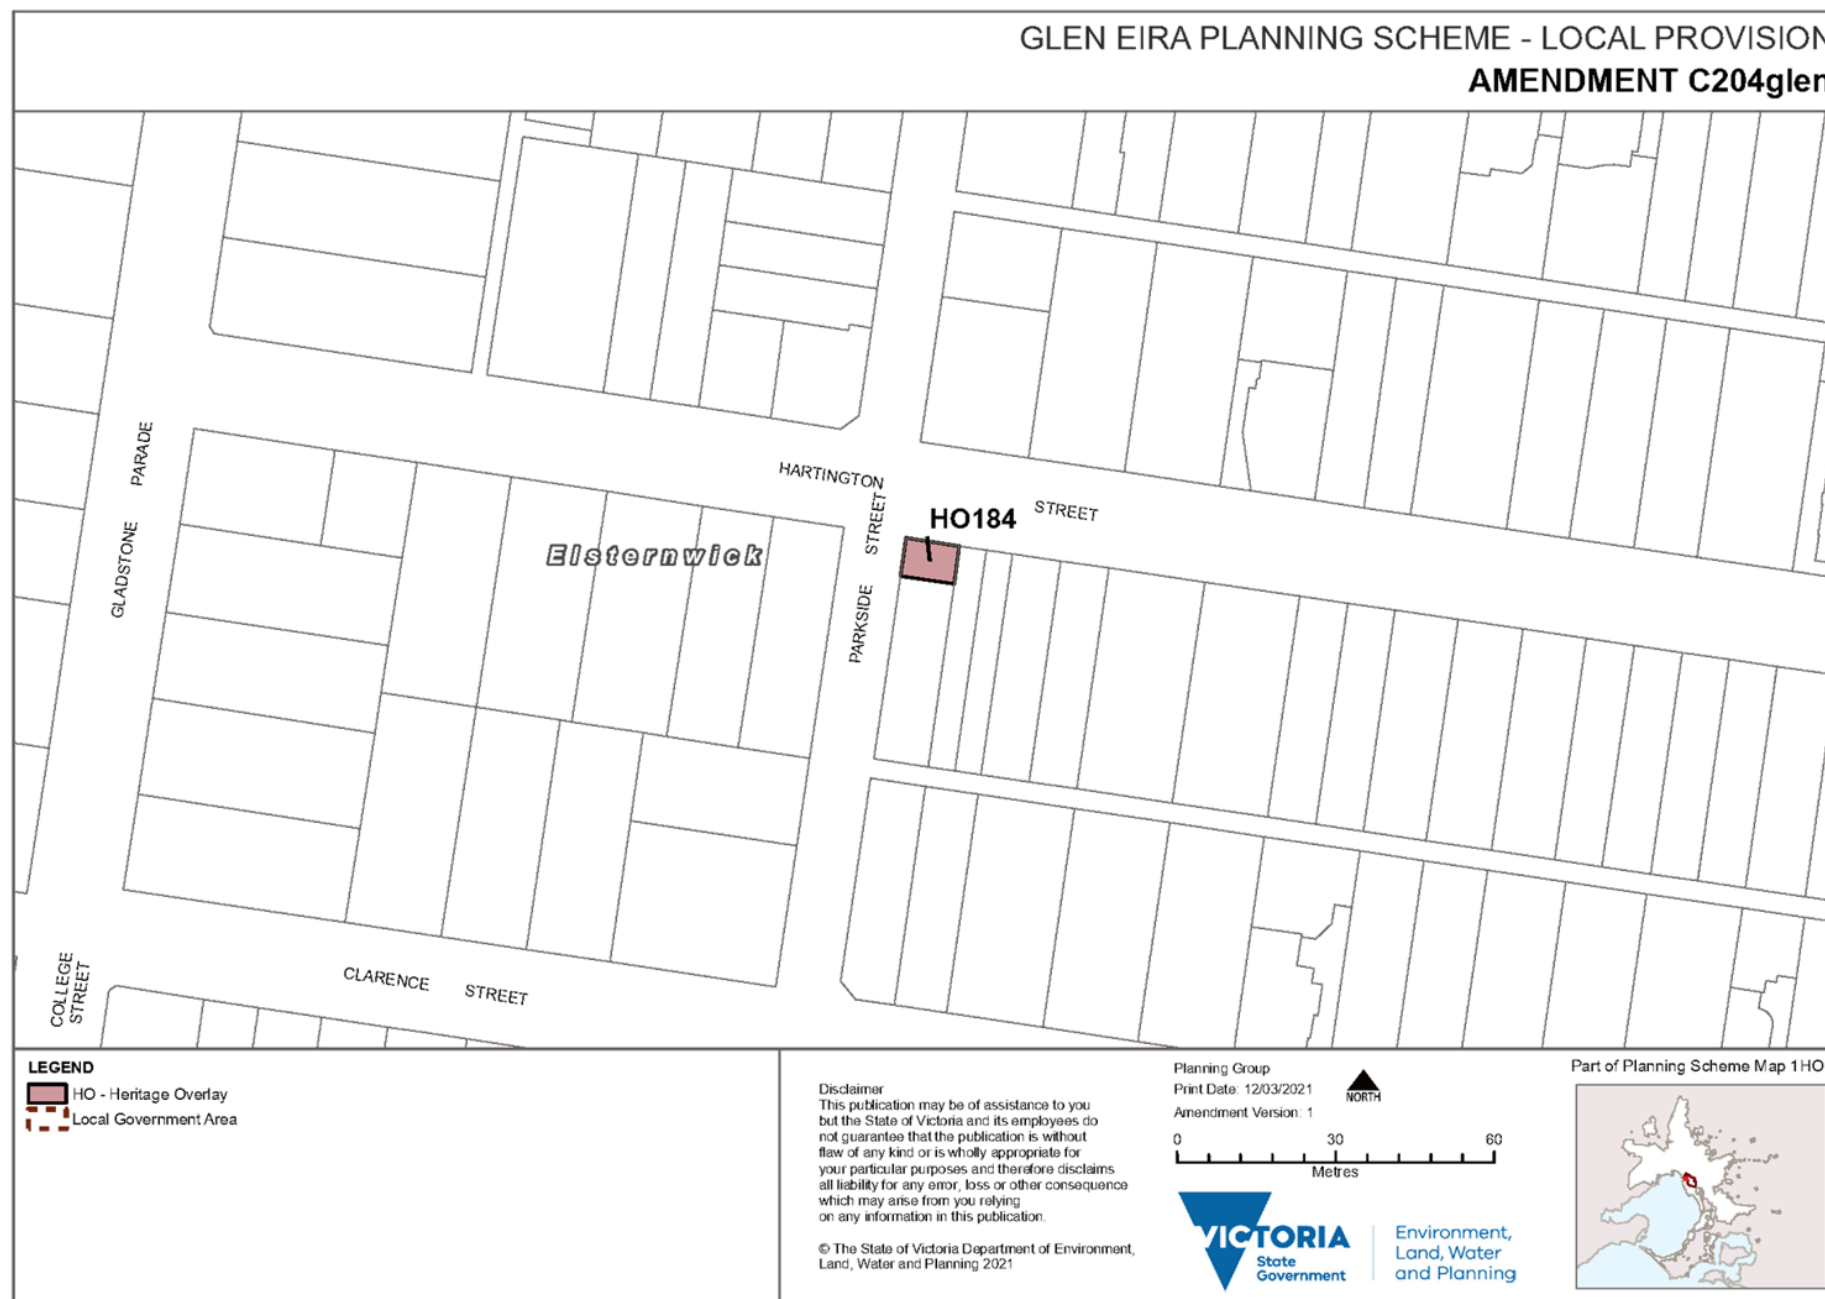 GLEN EIRA PLANNING SCHEME - LOCAL PROVISION
AMENDMENT C204glen
PARADE
GLADSTONE
HARTINGTON
STREET
STREET
PARKSIDE
HO184
Elsternwick
CLARENCE STREET
COLLEGE
STREET
LEGEND
HO - Heritage Overlay
Local Government Area
Disclaimer
This publication may be of assistance to you
but the State of Victoria and its employees do
not guarantee that the publication is without
flaw of any kind or is wholly appropriate for
your particular purposes and therefore disclaims
all liability for any error, loss or other consequence
which may arise from you relying
on any information in this publication.
© The State of Victoria Department of Environment,
Land, Water and Planning 2021
Planning Group
Print Date: 12/03/2021
Amendment Version: 1
NORTH
0 30 60
Metres
VICTORIA
State
Government
Environment,
Land, Water
and Planning
Part of Planning Scheme Map 1HO